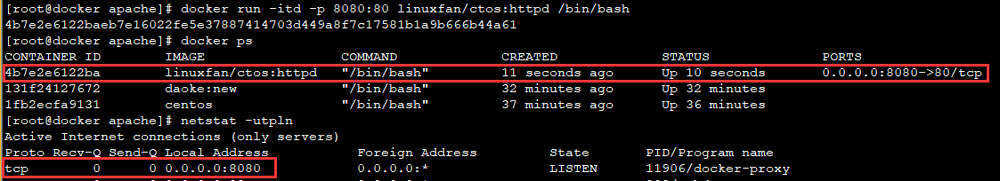 [root@docker apache]# docker run -itd -p 8080:80 linuxfan/ctos:httpd /bin/bash
4b7e2e6122baeb7e16022fe5e37887414703d449a8f7c17581b1a9b666b44a61
[root@docker apache]# docker ps
CONTAINER ID IMAGE COMMAND CREATED STATUS PORTS
4b7e2e6122ba linuxfan/ctos:httpd "/bin/bash" 11 seconds ago Up 10 seconds 0.0.0.0:8080->80/tcp
131f24127672 daoke:new "/bin/bash" 32 minutes ago Up 32 minutes
1fb2ecfa9131 centos "/bin/bash" 37 minutes ago Up 36 minutes
[root@docker apache]# netstat -utpln
Active Internet connections (only servers)
Proto Recv-Q Send-Q Local Address Foreign Address State PID/Program name
tcp 0 0 0.0.0.0:8080 0.0.0.0:* LISTEN 11906/docker-proxy